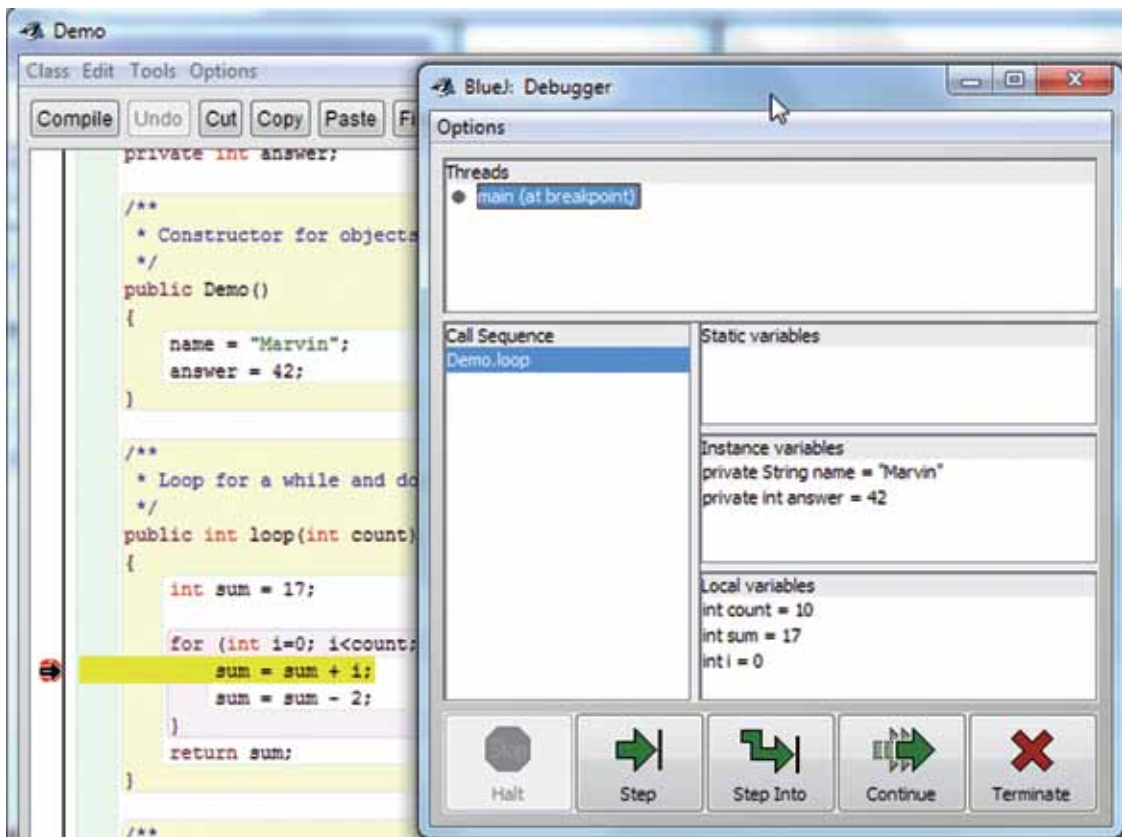 Demo
Class Edit Tools Options
Compile Undo Cut Copy Paste Fi
private int answer;
/**
* Constructor for objects
*/
public Demo()
{
name = "Marvin";
answer = 42;
}
/**
* Loop for a while and do
*/
public int loop(int count)
{
int sum = 17;
for (int i=0; i<count;
sum = sum + i;
sum = sum - 2;
}
return sum;
}
/**
BlueJ: Debugger
Options
Threads
main (at breakpoint)
Call Sequence
Demo.loop
Static variables
Instance variables
private String name = "Marvin"
private int answer = 42
Local variables
int count = 10
int sum = 17
int i = 0
Stop
Halt
Step
Step Into
Continue
Terminate